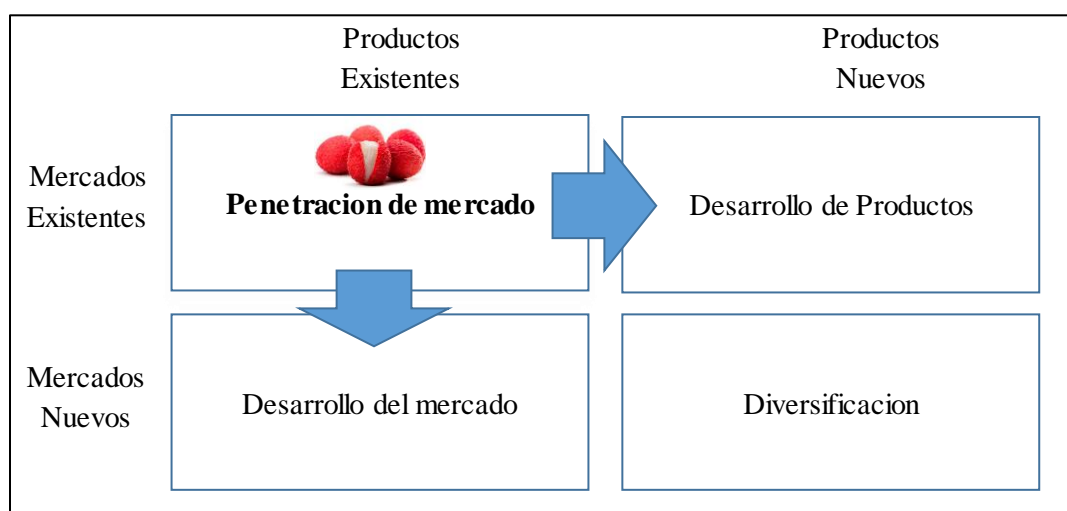 Productos
Existentes
Productos
Nuevos
Mercados
Existentes
Penetracion de mercado
Desarrollo de Productos
Mercados
Nuevos
Desarrollo del mercado
Diversificacion